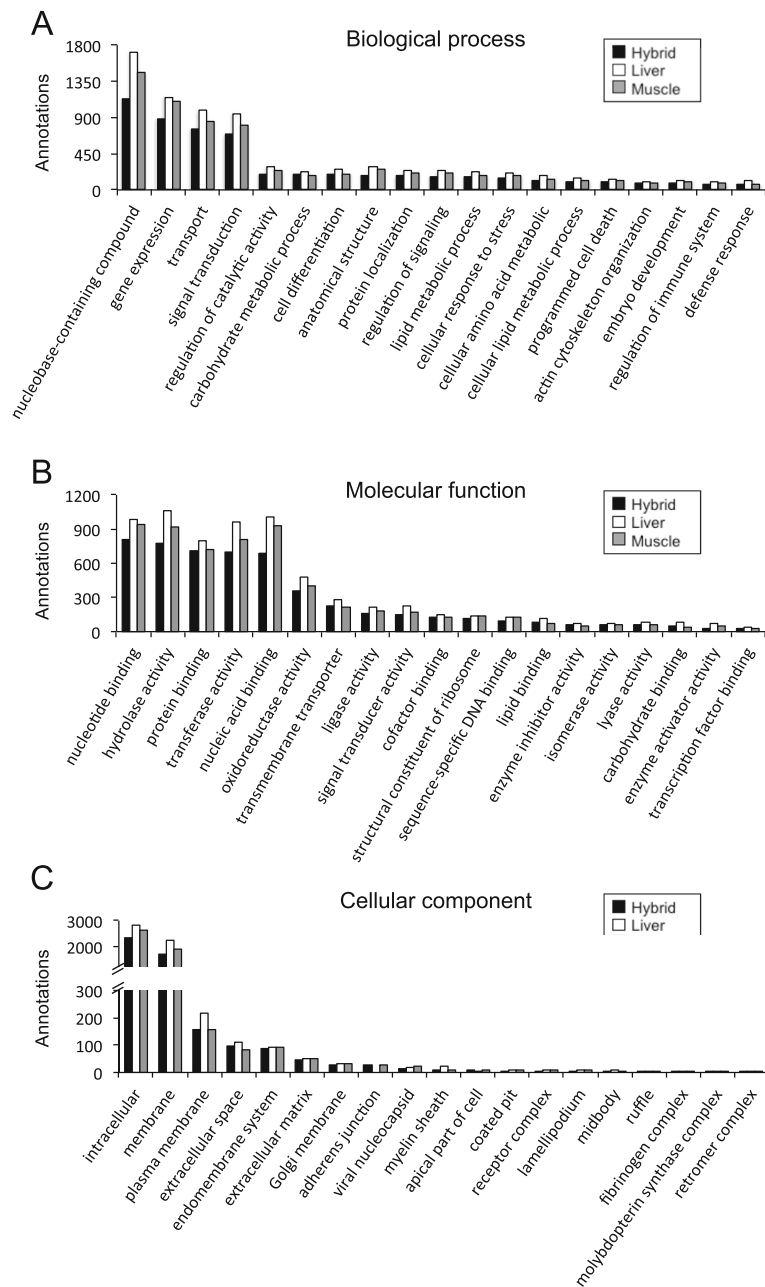 A
Biological process
Hybrid
Liver
Muscle
Annotations
1800
1350
900
450
0
nucleobase-containing compound
gene expression
transport
signal transduction
regulation of catalytic activity
carbohydrate metabolic process
cell differentiation
anatomical structure
protein localization
regulation of signaling
lipid metabolic process
cellular response to stress
cellular amino acid metabolic
cellular lipid metabolic process
programmed cell death
actin cytoskeleton organization
embryo development
regulation of immune system
defense response
B
Molecular function
Hybrid
Liver
Muscle
Annotations
1200
900
600
300
0
nucleotide binding
hydrolase activity
protein binding
transferase activity
nucleic acid binding
oxidoreductase activity
transmembrane transporter
ligase activity
signal transducer activity
cofactor binding
structural constituent of ribosome
sequence-specific DNA binding
lipid binding
enzyme inhibitor activity
isomerase activity
lyase activity
carbohydrate binding
enzyme activator activity
transcription factor binding
C
Cellular component
Hybrid
Liver
Annotations
3000
2000
300
200
100
0
intracellular
membrane
plasma membrane
extracellular space
endomembrane system
extracellular matrix
Golgi membrane
adherens junction
viral nucleocapsid
myelin sheath
apical part of cell
coated pit
receptor complex
lamellipodium
midbody
ruffle
fibrinogen complex
molybdopterin synthase complex
retromer complex